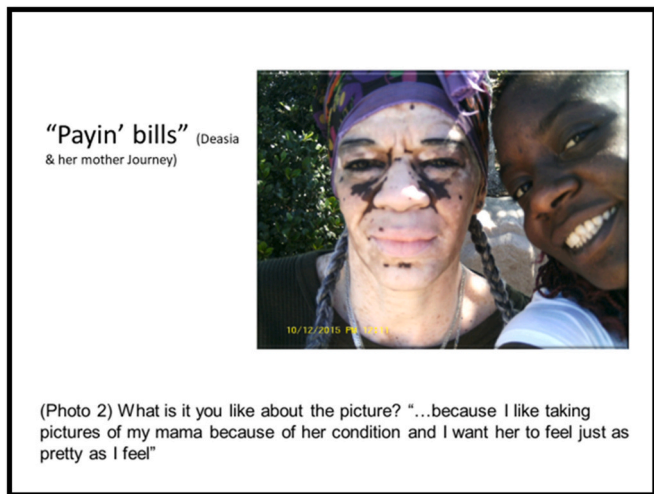 “Payin’ bills” (Deasia
& her mother Journey)
10/12/2015 PM
(Photo 2) What is it you like about the picture? “…because I like taking
pictures of my mama because of her condition and I want her to feel just as
pretty as I feel”